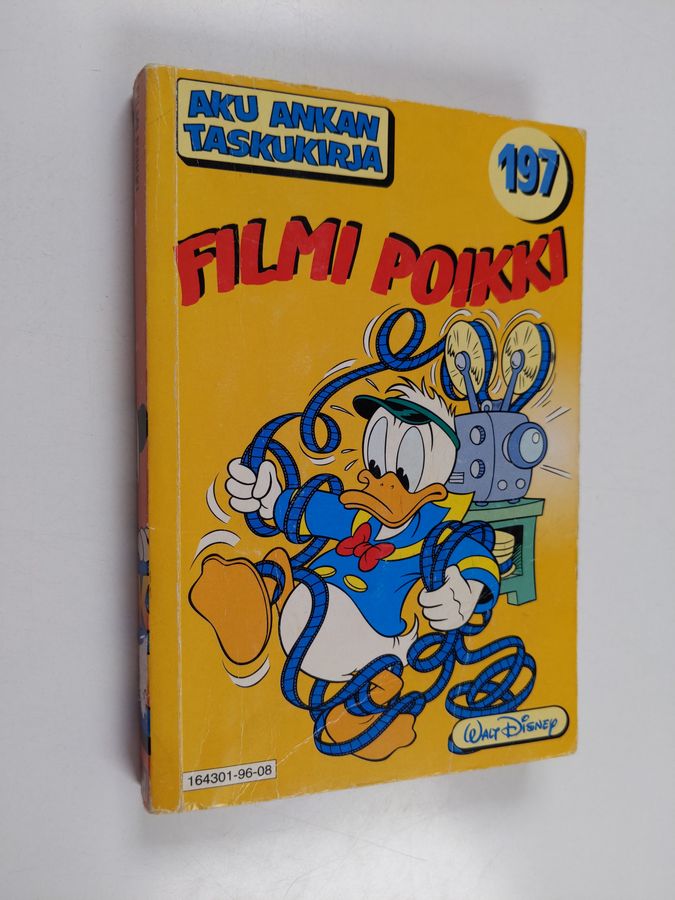 AKU ANKAN
TASKUKIRJA
197
FILMI POIKKI
WALT DISNEY
164301-96-08